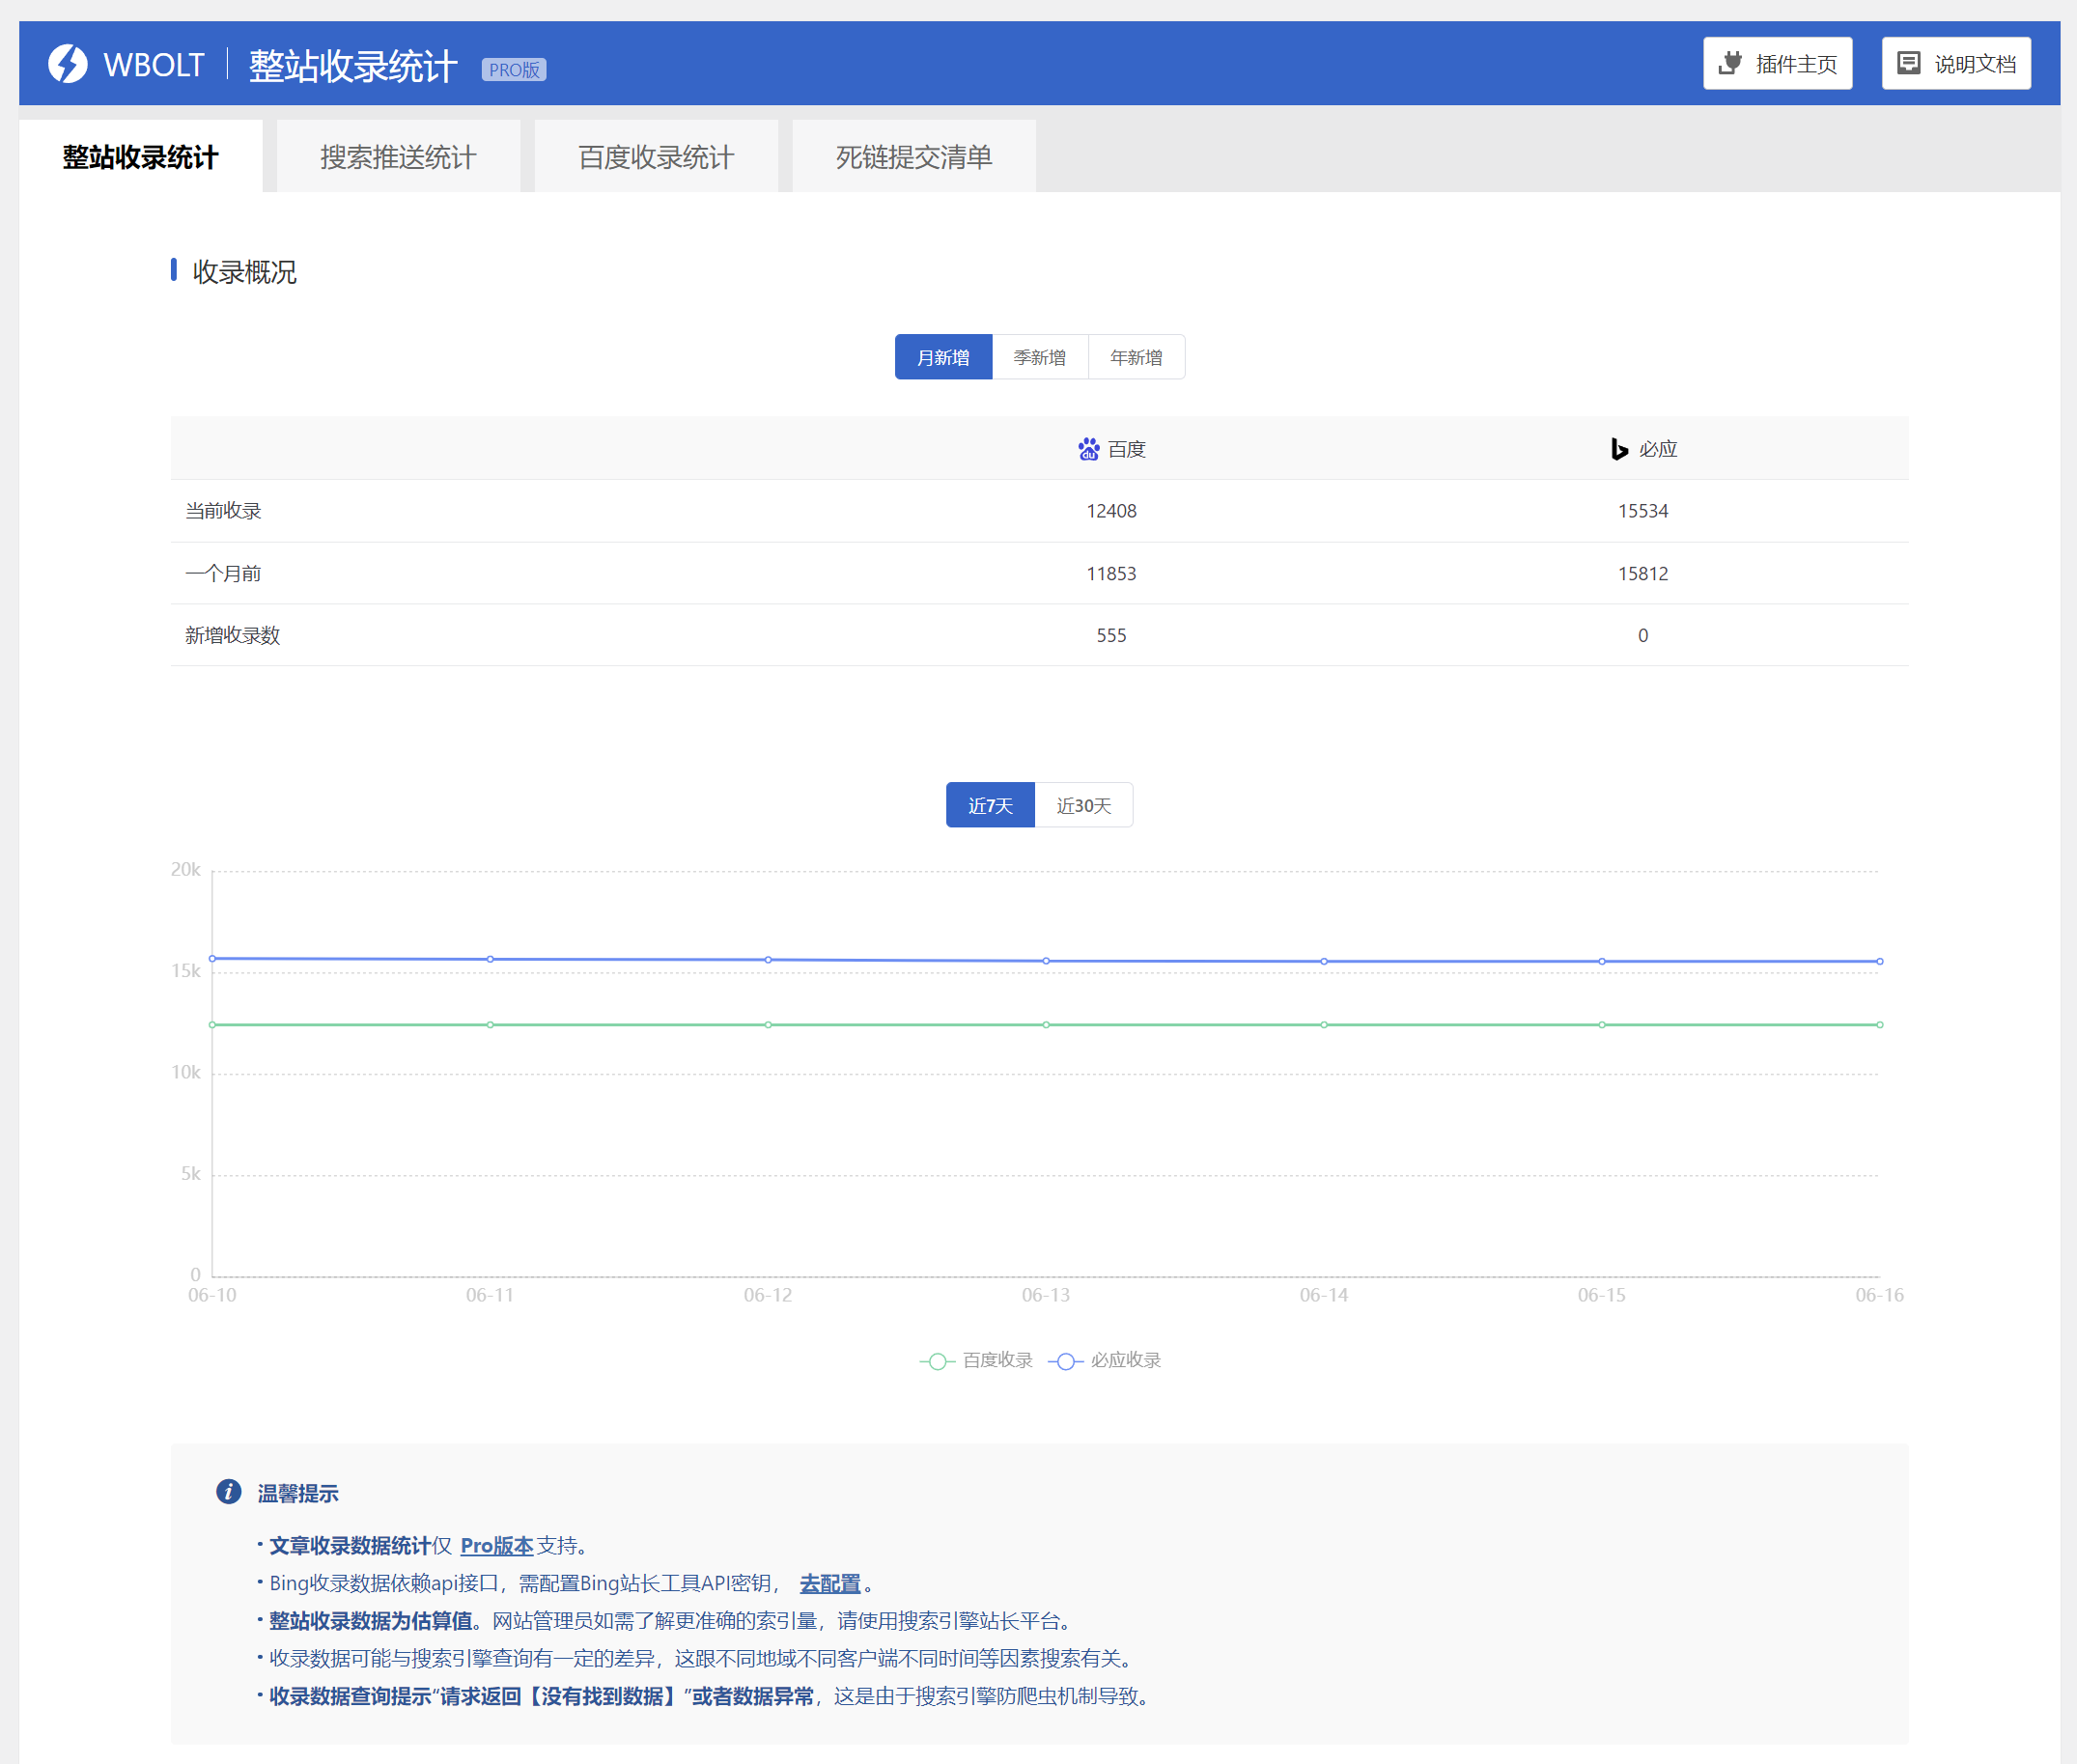 WBOLT 整站收录统计 PRO版 插件主页 说明文档
整站收录统计 搜索推送统计 百度收录统计 死链提交清单
收录概况
月新增 季新增 年新增
du 百度 必应
当前收录 12408 15534
一个月前 11853 15812
新增收录数 555 0
近7天 近30天
20k
15k
10k
5k
0
06-10 06-11 06-12 06-13 06-14 06-15 06-16
百度收录 必应收录
温馨提示
· 文章收录数据统计仅 Pro版本支持。
· Bing收录数据依赖api接口，需配置Bing站长工具API密钥， 去配置。
· 整站收录数据为估算值。网站管理员如需了解更准确的索引量，请使用搜索引擎站长平台。
· 收录数据可能与搜索引擎查询有一定的差异，这跟不同地域不同客户端不同时间等因素搜索有关。
· 收录数据查询提示“请求返回【没有找到数据】”或者数据异常，这是由于搜索引擎防爬虫机制导致。